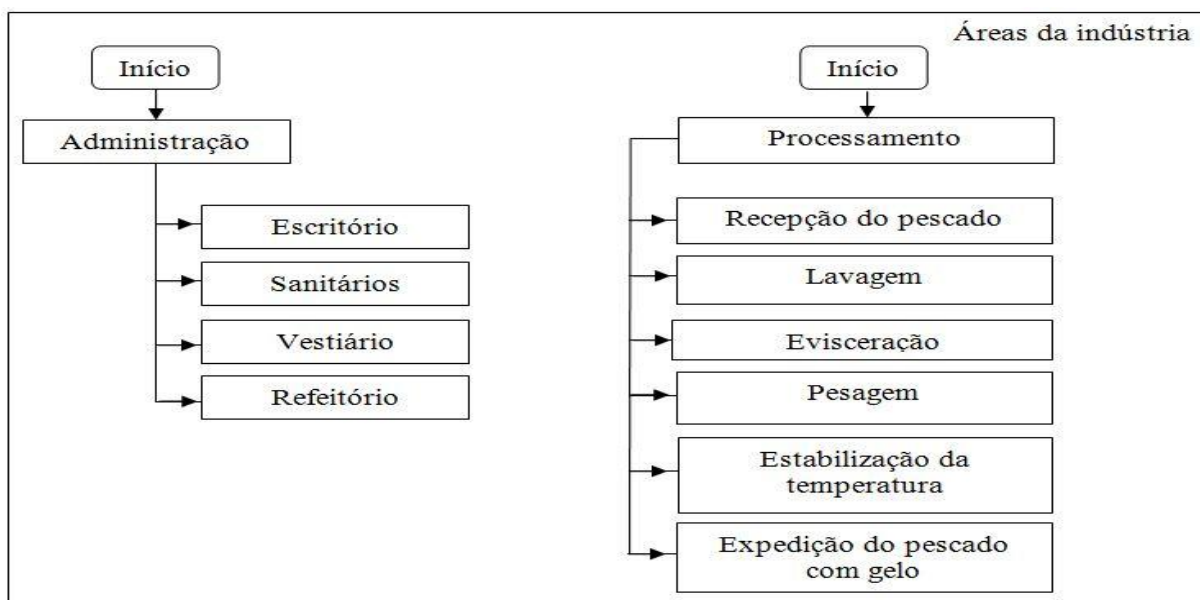 Áreas da indústria
Início
Administração
Escritório
Sanitários
Vestiário
Refeitório
Início
Processamento
Recepção do pescado
Lavagem
Evisceração
Pesagem
Estabilização da
temperatura
Expedição do pescado
com gelo